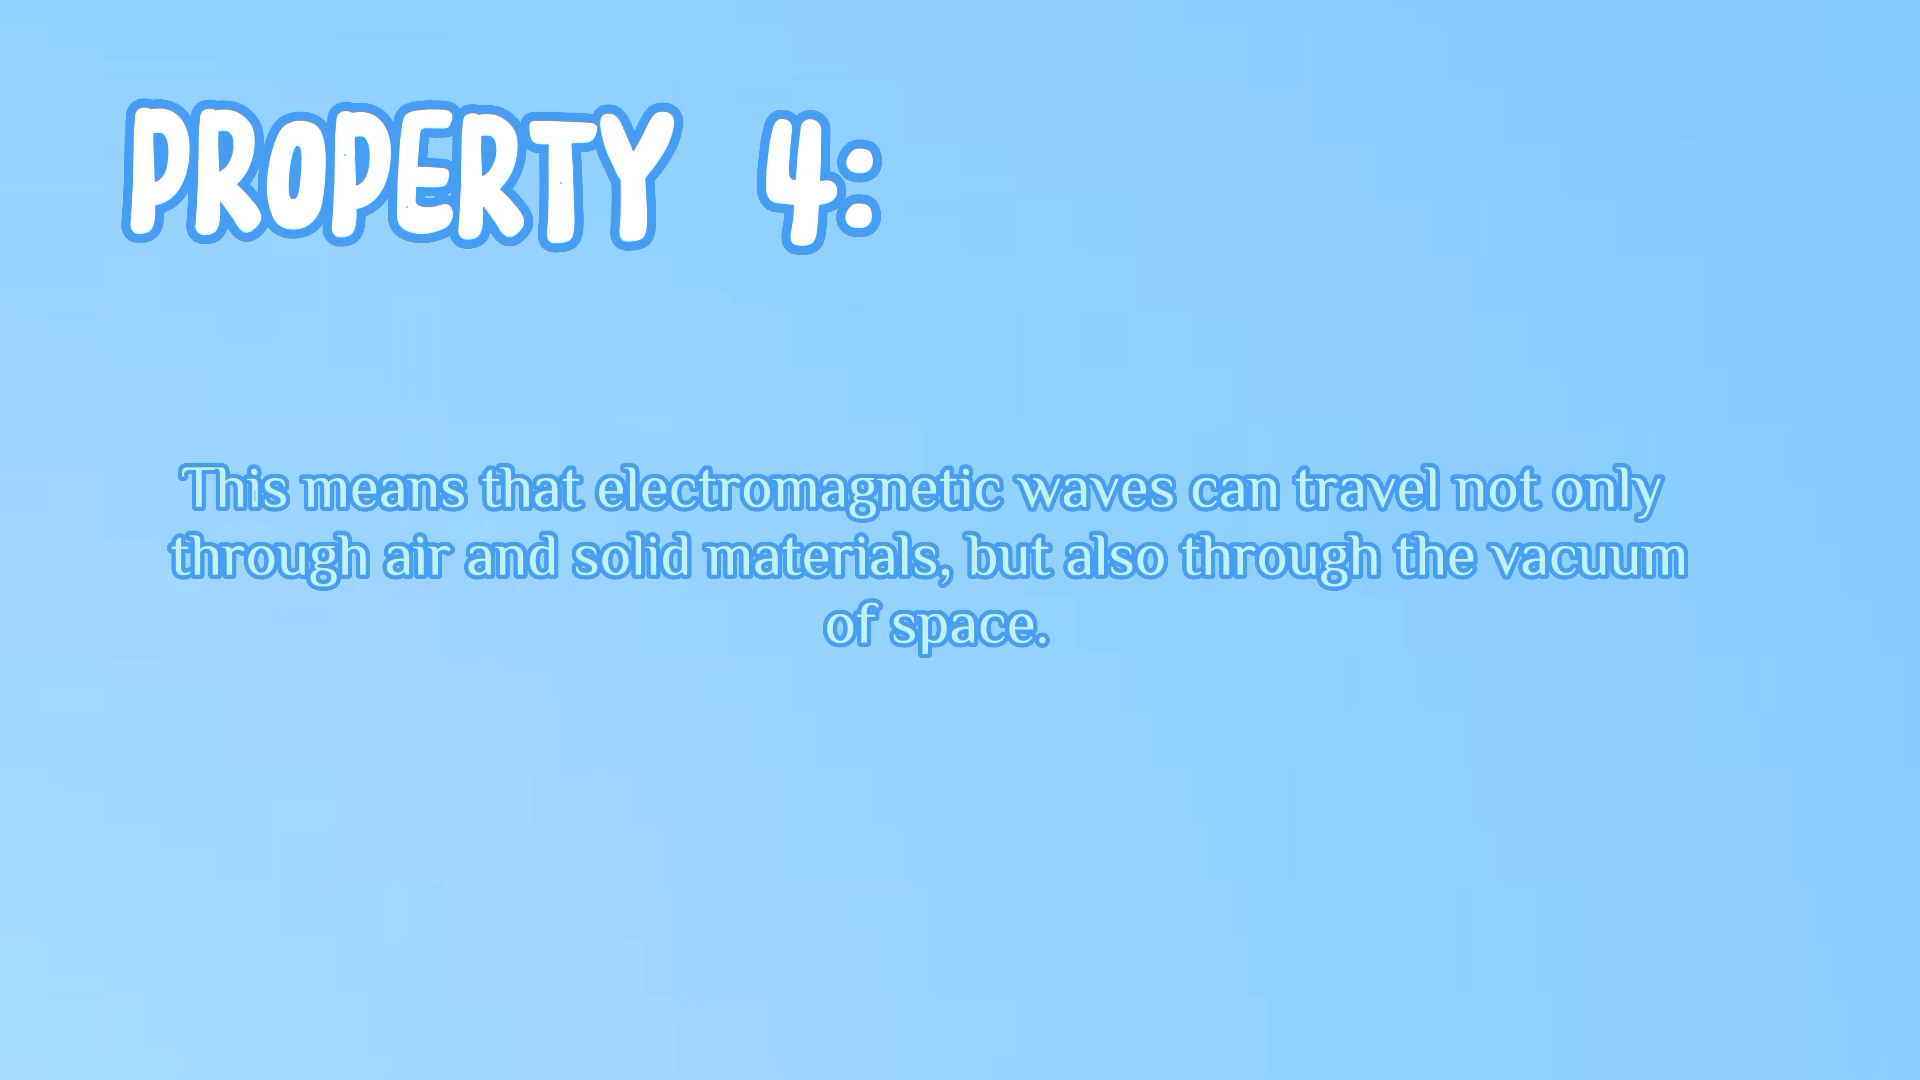 PROPERTY 4:
This means that electromagnetic waves can travel not only
through air and solid materials, but also through the vacuum
of space.